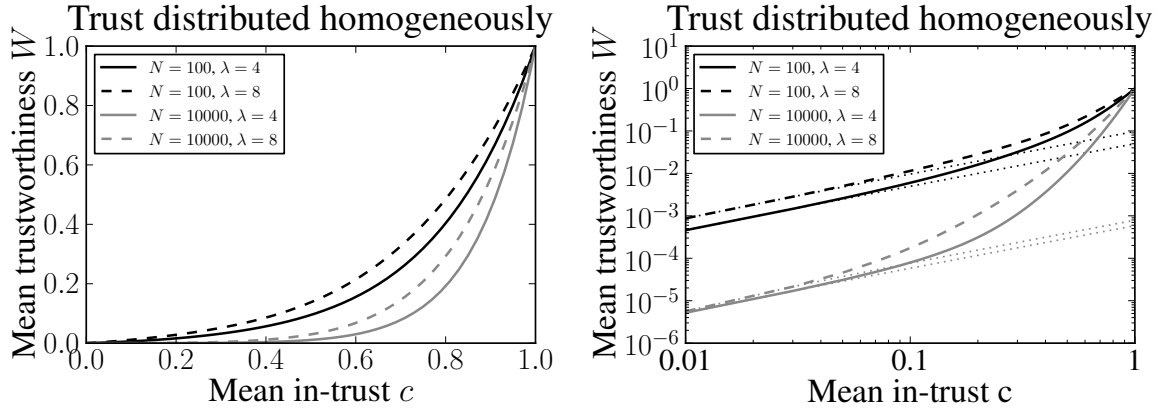 Trust distributed homogeneously
Mean trustworthiness W
1.0
0.8
0.6
0.4
0.2
0.0
N = 100, λ = 4
N = 100, λ = 8
N = 10000, λ = 4
N = 10000, λ = 8
0.0 0.2 0.4 0.6 0.8 1.0
Mean in-trust c
Trust distributed homogeneously
Mean trustworthiness W
10^1
10^0
10^-1
10^-2
10^-3
10^-4
10^-5
10^-6
N = 100, λ = 4
N = 100, λ = 8
N = 10000, λ = 4
N = 10000, λ = 8
0.01 0.1 1
Mean in-trust c